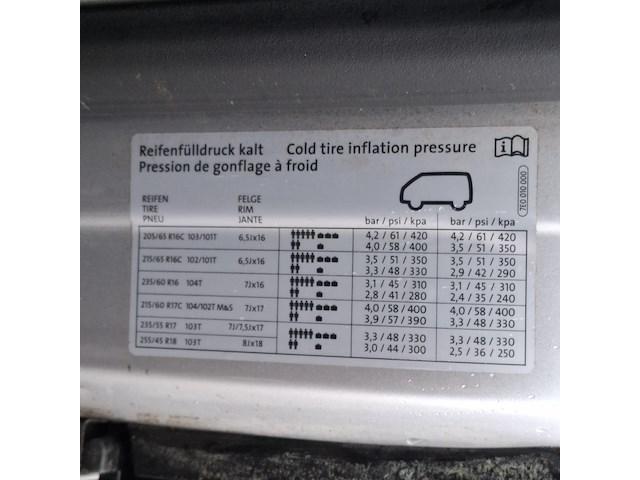 Reifenfülldruck kalt Cold tire inflation pressure
Pression de gonflage à froid
7E0 010 000
REIFEN FELGE
TIRE RIM
PNEU JANTE bar / psi / kpa bar / psi / kpa
205/65 R16C 103/101T 6,5Jx16 4,2 / 61 / 420 4,2 / 61 / 420
4,0 / 58 / 400 3,5 / 51 / 350
215/65 R16C 102/101T 6,5Jx16 3,5 / 51 / 350 3,5 / 51 / 350
3,3 / 48 / 330 2,9 / 42 / 290
235/60 R16 104T 7Jx16 3,1 / 45 / 310 3,1 / 45 / 310
2,8 / 41 / 280 2,4 / 35 / 240
215/60 R17C 104/102T M&S 7Jx17 4,0 / 58 / 400 4,0 / 58 / 400
3,9 / 57 / 390 3,3 / 48 / 330
235/55 R17 103T 7J/7,5Jx17
255/45 R18 103T 8Jx18 3,3 / 48 / 330 3,3 / 48 / 330
3,0 / 44 / 300 2,5 / 36 / 250